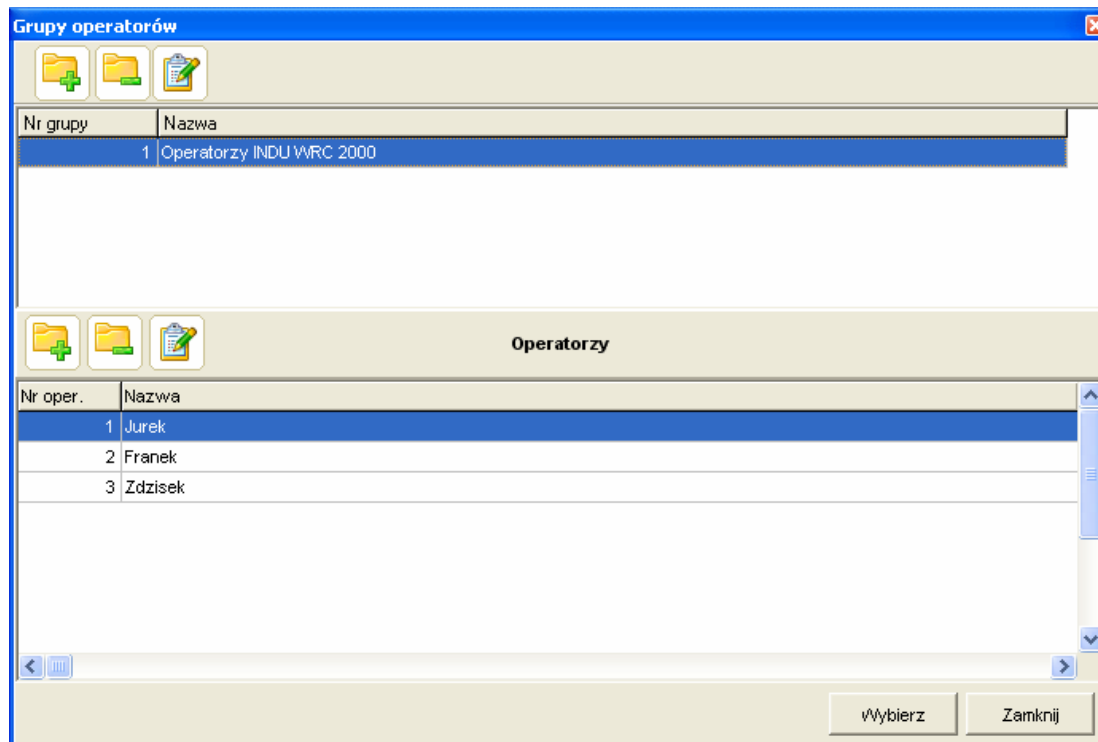 Grupy operatorów
Nr grupy Nazwa
1 Operatorzy INDU WRC 2000
Operatorzy
Nr oper. Nazwa
1 Jurek
2 Franek
3 Zdzisek
Wybierz Zamknij